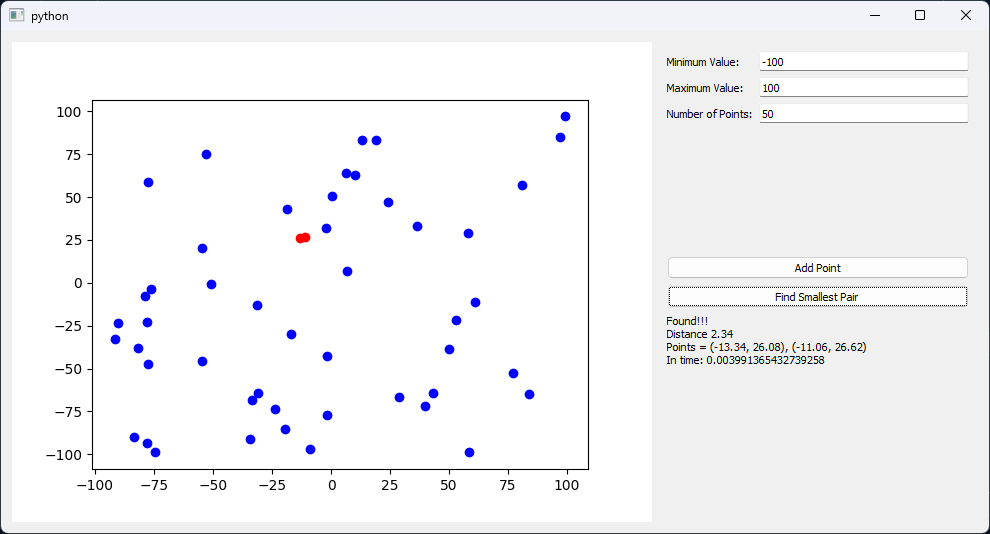 python
100
75
50
25
0
−25
−50
−75
−100
−100 −75 −50 −25 0 25 50 75 100
Minimum Value: -100
Maximum Value: 100
Number of Points: 50
Add Point
Find Smallest Pair
Found!!!
Distance 2.34
Points = (-13.34, 26.08), (-11.06, 26.62)
In time: 0.003991365432739258